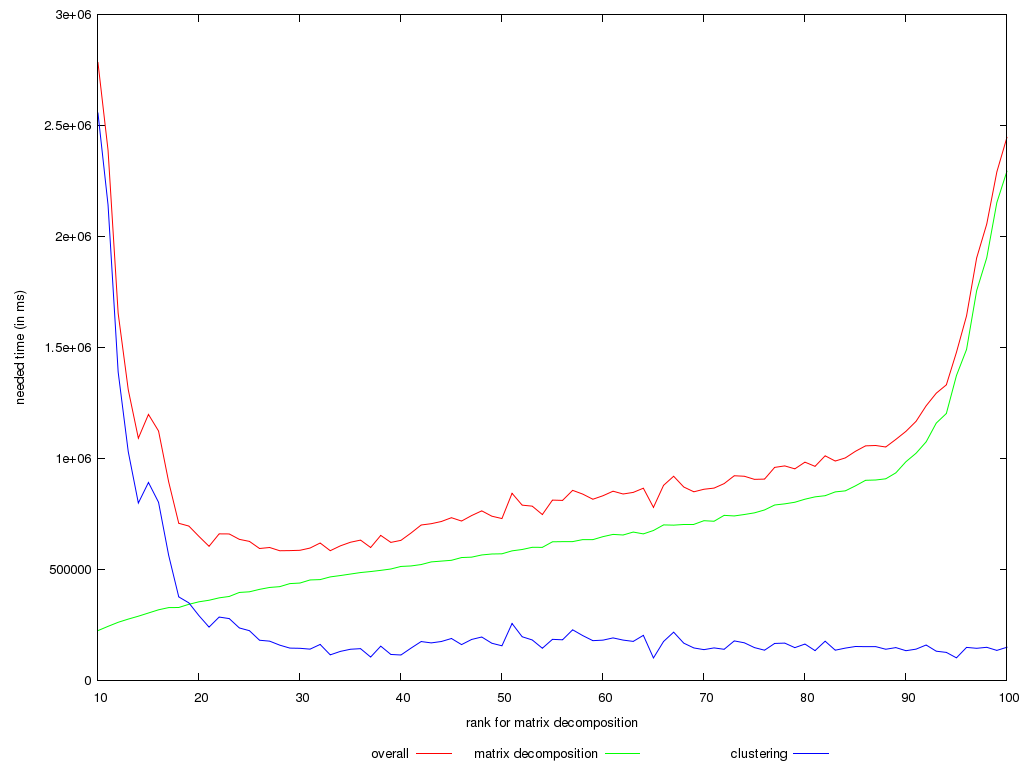 3e+06
2.5e+06
2e+06
1.5e+06
1e+06
500000
0
needed time (in ms)
10 20 30 40 50 60 70 80 90 100
rank for matrix decomposition
overall matrix decomposition clustering